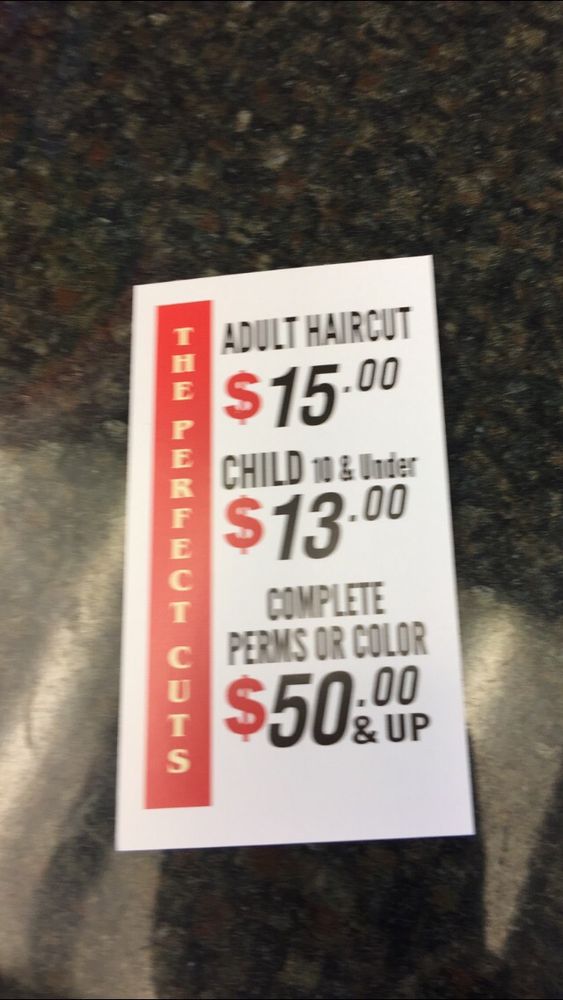 THE PERFECT CUTS
ADULT HAIRCUT
$15.00
CHILD 10 & Under
$13.00
COMPLETE
PERMS OR COLOR
$50.00
& UP